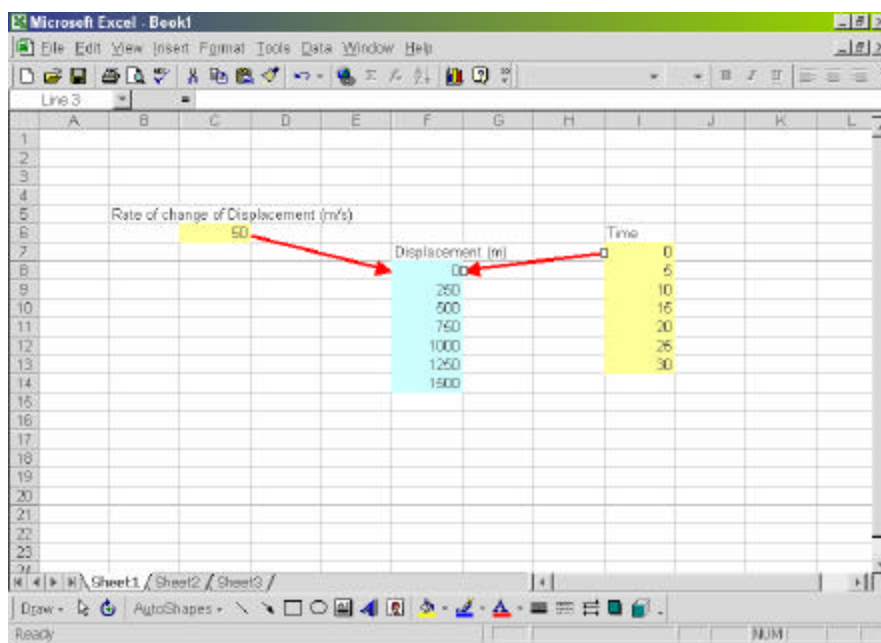 Microsoft Excel - Book1
File Edit View Insert Format Tools Data Window Help
Line 3 =
A B C D E F G H I J K L
1
2
3
4
5 Rate of change of Displacement (m/s)
6 50 Time
7 Displacement (m) 0
8 0 5
9 250 10
10 500 15
11 750 20
12 1000 25
13 1250 30
14 1500
15
16
17
18
19
20
21
22
23
24
Sheet1 Sheet2 Sheet3
Draw AutoShapes
Ready NUM